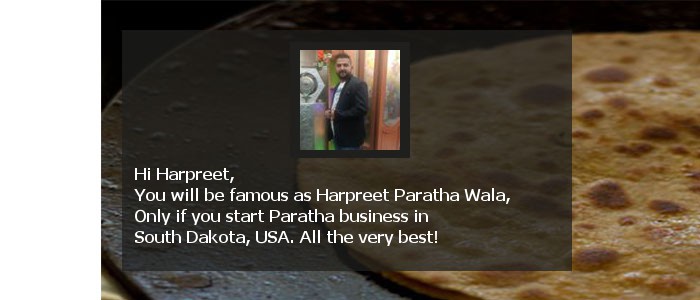 Hi Harpreet,
You will be famous as Harpreet Paratha Wala,
Only if you start Paratha business in
South Dakota, USA. All the very best!